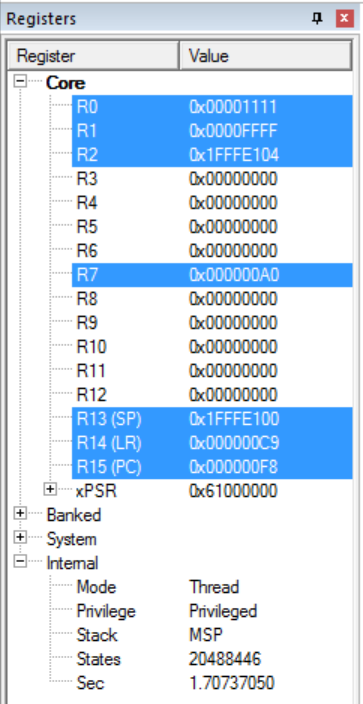 Registers
Register Value
Core
R0 0x00001111
R1 0x0000FFFF
R2 0x1FFFE104
R3 0x00000000
R4 0x00000000
R5 0x00000000
R6 0x00000000
R7 0x000000A0
R8 0x00000000
R9 0x00000000
R10 0x00000000
R11 0x00000000
R12 0x00000000
R13 (SP) 0x1FFFE100
R14 (LR) 0x000000C9
R15 (PC) 0x000000F8
xPSR 0x61000000
Banked
System
Internal
Mode Thread
Privilege Privileged
Stack MSP
States 20488446
Sec 1.70737050